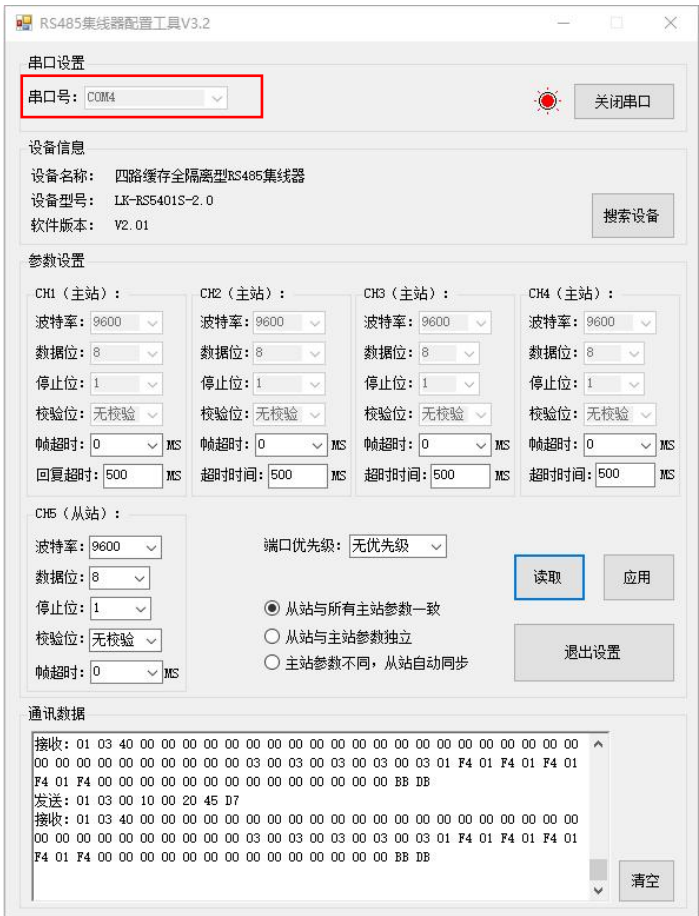 RS485集线器配置工具V3.2
串口设置
串口号: COM4
关闭串口
设备信息
设备名称: 四路缓存全隔离型RS485集线器
设备型号: LK-RS5401S-2.0
软件版本: V2.01
搜索设备
参数设置
CH1（主站）: CH2（主站）: CH3（主站）: CH4（主站）:
波特率: 9600 波特率: 9600 波特率: 9600 波特率: 9600
数据位: 8 数据位: 8 数据位: 8 数据位: 8
停止位: 1 停止位: 1 停止位: 1 停止位: 1
校验位: 无校验 校验位: 无校验 校验位: 无校验 校验位: 无校验
帧超时: 0 MS 帧超时: 0 MS 帧超时: 0 MS 帧超时: 0 MS
回复超时: 500 MS 超时时间: 500 MS 超时时间: 500 MS 超时时间: 500 MS
CH5（从站）:
波特率: 9600
数据位: 8
停止位: 1
校验位: 无校验
帧超时: 0 MS
端口优先级: 无优先级
从站与所有主站参数一致
从站与主站参数独立
主站参数不同，从站自动同步
读取 应用
退出设置
通讯数据
接收: 01 03 40 00 00 00 00 00 00 00 00 00 00 00 00 00 00 00 00 00 00 00 00 00
00 00 00 00 00 00 00 00 00 00 03 00 03 00 03 00 03 00 03 01 F4 01 F4 01 F4 01
F4 01 F4 00 00 00 00 00 00 00 00 00 00 00 00 00 00 BB DB
发送: 01 03 00 10 00 20 45 D7
接收: 01 03 40 00 00 00 00 00 00 00 00 00 00 00 00 00 00 00 00 00 00 00 00 00
00 00 00 00 00 00 00 00 00 00 03 00 03 00 03 00 03 00 03 01 F4 01 F4 01 F4 01
F4 01 F4 00 00 00 00 00 00 00 00 00 00 00 00 00 00 BB DB
清空